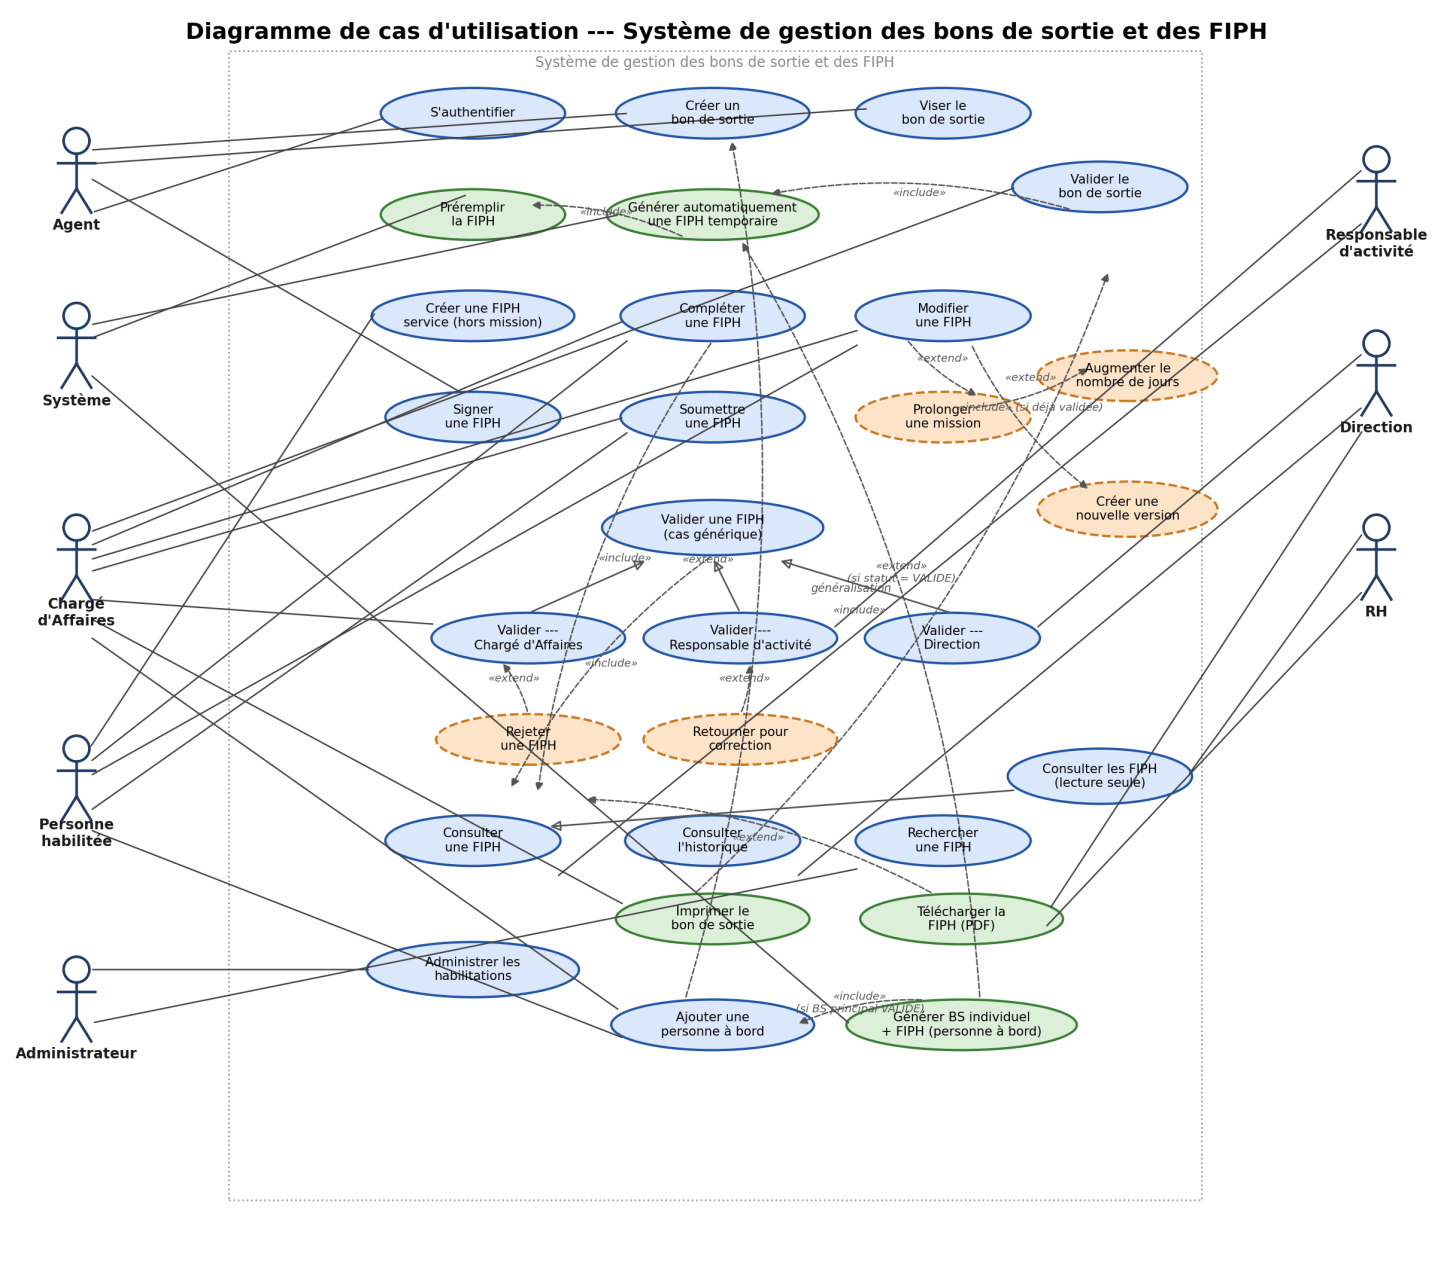 Diagramme de cas d'utilisation --- Système de gestion des bons de sortie et des FIPH
Système de gestion des bons de sortie et des FIPH
S'authentifier
Créer un
bon de sortie
Viser le
bon de sortie
Valider le
bon de sortie
Agent
Responsable
d'activité
Préremplir
la FIPH
«include»
Générer automatiquement
une FIPH temporaire
«include»
Créer une FIPH
service (hors mission)
Compléter
une FIPH
Modifier
une FIPH
Système
«extend»
«extend»
Augmenter le
nombre de jours
Direction
Signer
une FIPH
Soumettre
une FIPH
Prolonger
une mission
«include» (si déjà validée)
Créer une
nouvelle version
Valider une FIPH
(cas générique)
«include»
«extend»
«extend»
(si statut = VALIDE)
généralisation
«include»
Chargé
d'Affaires
RH
Valider ---
Chargé d'Affaires
Valider ---
Responsable d'activité
Valider ---
Direction
«include»
«extend»
«extend»
Rejeter
une FIPH
Retourner pour
correction
Consulter les FIPH
(lecture seule)
Personne
habilitée
Consulter
une FIPH
Consulter
l'historique
«extend»
Rechercher
une FIPH
Imprimer le
bon de sortie
Télécharger la
FIPH (PDF)
Administrer les
habilitations
Administrateur
«include»
(si BS principal VALIDE)
Ajouter une
personne à bord
Générer BS individuel
+ FIPH (personne à bord)